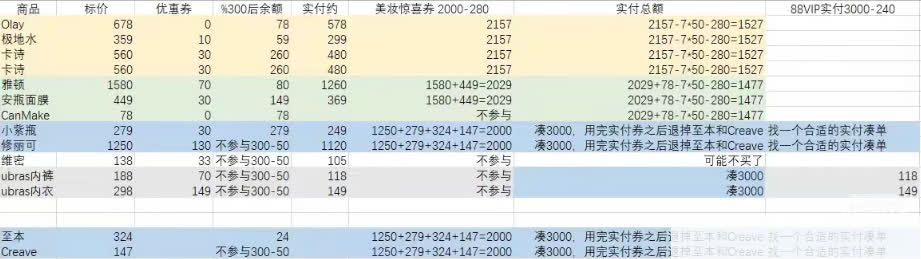 商品 标价 优惠券 %300后余额 实付约 美妆惊喜券 2000-280 实付总额 88VIP实付3000-240
Olay 678 0 78 578 2157 2157-7*50-280=1527
极地水 359 10 59 299 2157 2157-7*50-280=1527
卡诗 560 30 260 480 2157 2157-7*50-280=1527
卡诗 560 30 260 480 2157 2157-7*50-280=1527
雅顿 1580 70 80 1260 1580+449=2029 2029+78-7*50-280=1477
安瓶面膜 449 30 149 369 1580+449=2029 2029+78-7*50-280=1477
CanMake 78 0 78 不参与 2029+78-7*50-280=1477
小紫瓶 279 30 279 249 1250+279+324+147=2000 凑3000，用完实付券之后退掉至本和Creave 找一个合适的实付凑单
修丽可 1250 130 不参与300-50 1120 1250+279+324+147=2000 凑3000，用完实付券之后退掉至本和Creave 找一个合适的实付凑单
维密 138 33 不参与300-50 105 不参与 可能不买了
ubras内裤 188 70 不参与300-50 118 不参与 凑3000 118
ubras内衣 298 149 不参与300-50 149 不参与 凑3000 149
至本 324 24 1250+279+324+147=2000 凑3000，用完实付券之后退掉至本和Creave 找一个合适的实付凑单
Creave 147 不参与300-50 1250+279+324+147=2000 凑3000，用完实付券之后退掉至本和Creave 找一个合适的实付凑单